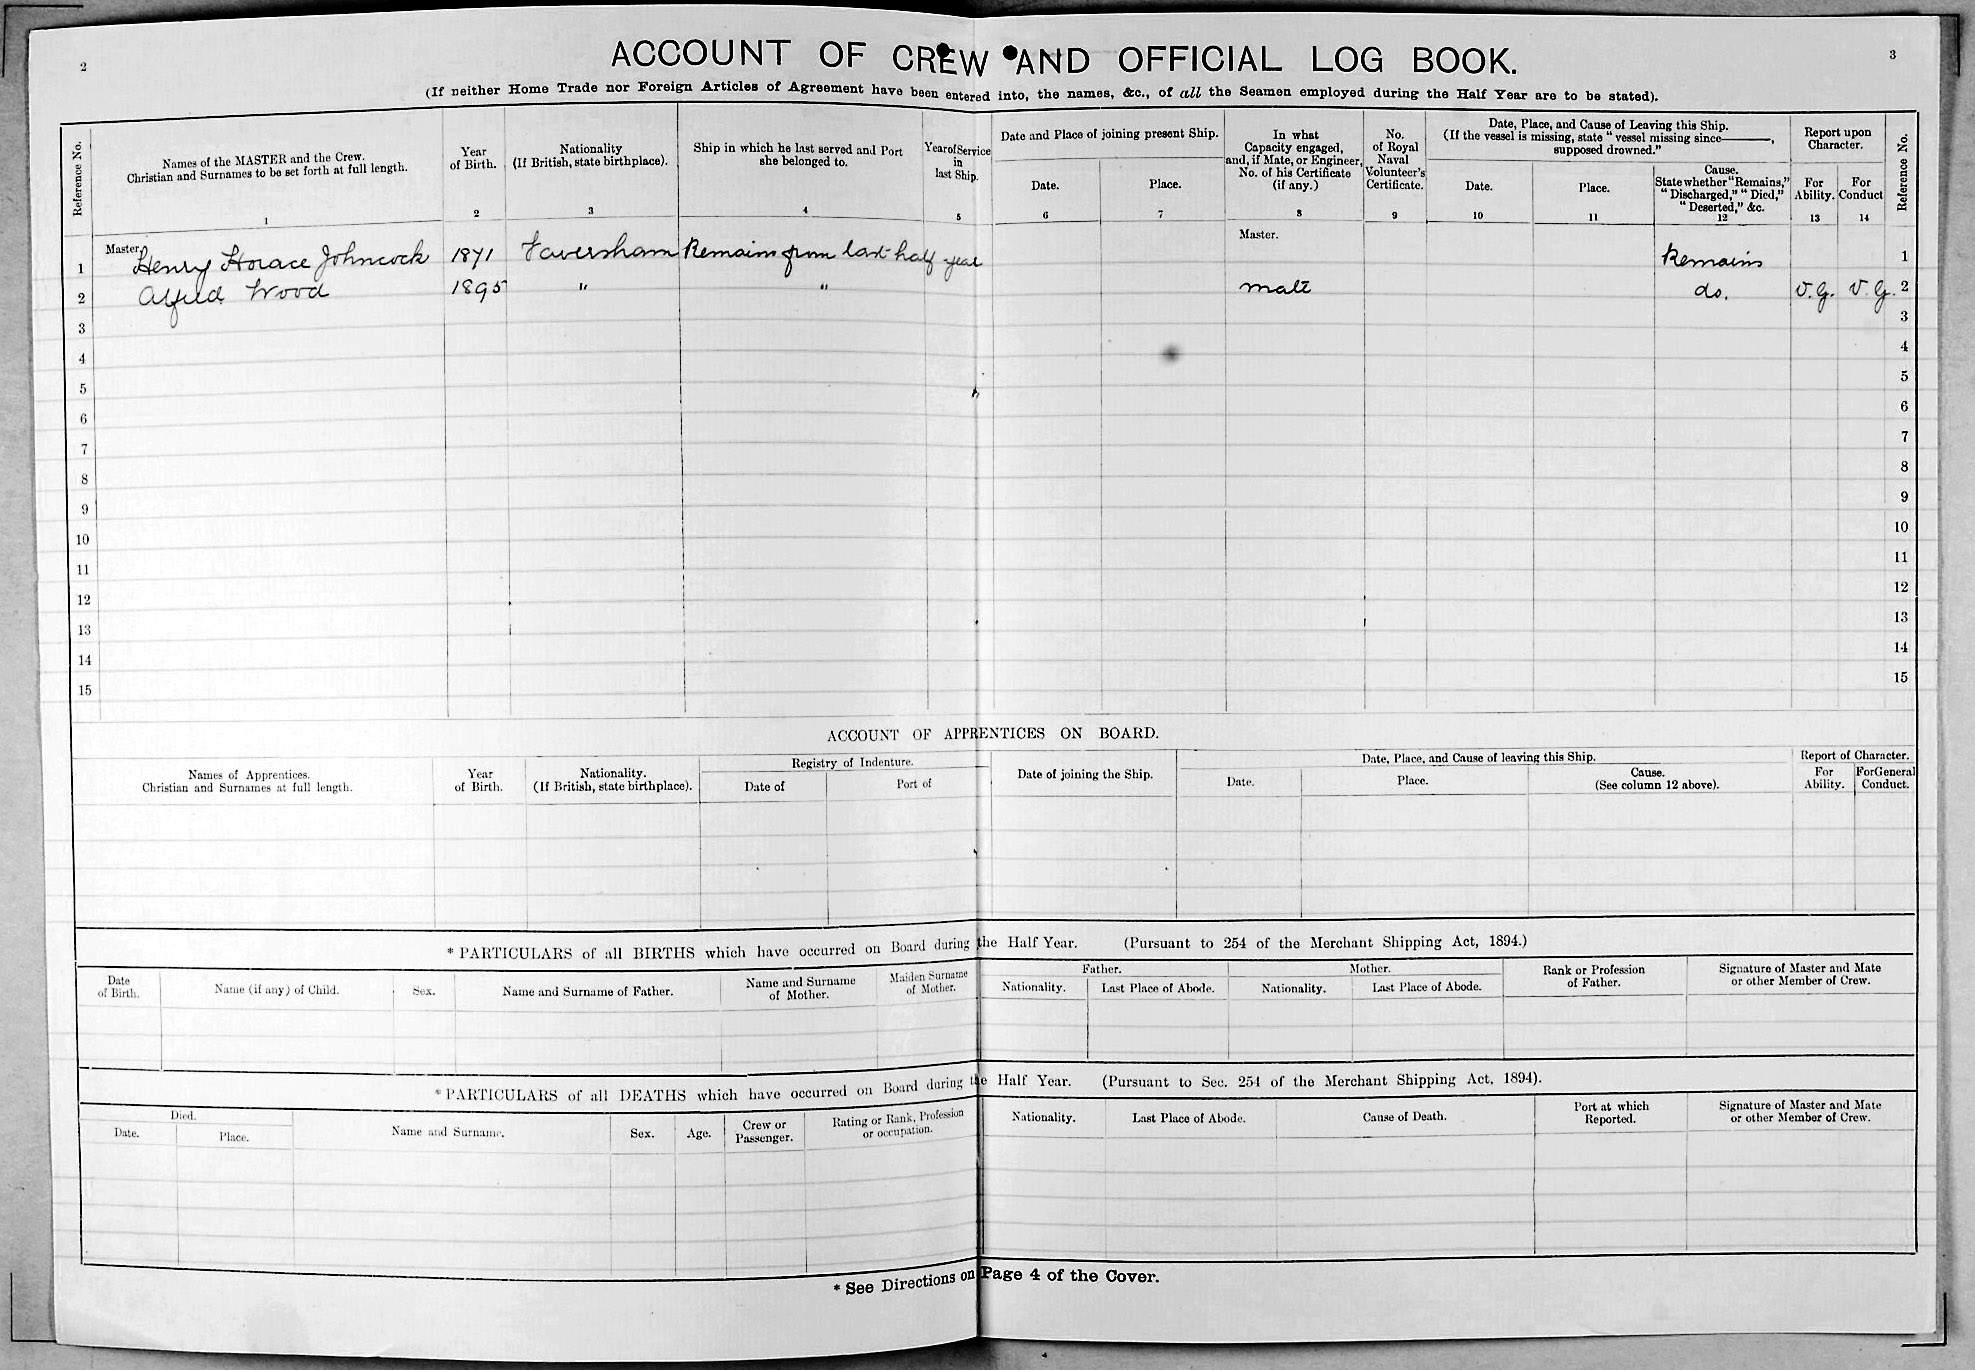 2
3
ACCOUNT OF CREW AND OFFICIAL LOG BOOK.
(If neither Home Trade nor Foreign Articles of Agreement have been entered into, the names, &c., of all the Seamen employed during the Half Year are to be stated).
Reference No.
Names of the MASTER and the Crew.
Christian and Surnames to be set forth at full length.
1
Year
of Birth.
2
Nationality
(If British, state birthplace).
3
Ship in which he last served and Port
she belonged to.
4
Year of Service
in
last Ship.
5
Date and Place of joining present Ship.
Date.
6
Place.
7
In what
Capacity engaged,
and, if Mate, or Engineer,
No. of his Certificate
(if any.)
8
No.
of Royal
Naval
Volunteer's
Certificate.
9
Date, Place, and Cause of Leaving this Ship.
(If the vessel is missing, state "vessel missing since———,
supposed drowned."
Date.
10
Place.
11
Cause.
State whether "Remains,"
"Discharged," "Died,"
"Deserted," &c.
12
Report upon
Character.
For
Ability.
13
For
Conduct
14
Reference No.
1 Master. Henry Horace Johncock 1871 Faversham Remains from last half year Master. Remains 1
2 Alfred Wood 1895 " " mate do. V.G. V.G. 2
3 3
4 4
5 5
6 6
7 7
8 8
9 9
10 10
11 11
12 12
13 13
14 14
15 15
ACCOUNT OF APPRENTICES ON BOARD.
Names of Apprentices.
Christian and Surnames at full length.
Year
of Birth.
Nationality.
(If British, state birthplace).
Registry of Indenture.
Date of
Port of
Date of joining the Ship.
Date, Place, and Cause of leaving this Ship.
Date.
Place.
Cause.
(See column 12 above).
Report of Character.
For
Ability.
For General
Conduct.
* PARTICULARS of all BIRTHS which have occurred on Board during the Half Year. (Pursuant to 254 of the Merchant Shipping Act, 1894.)
Date
of Birth.
Name (if any) of Child.
Sex.
Name and Surname of Father.
Name and Surname
of Mother.
Maiden Surname
of Mother.
Father.
Nationality.
Last Place of Abode.
Mother.
Nationality.
Last Place of Abode.
Rank or Profession
of Father.
Signature of Master and Mate
or other Member of Crew.
* PARTICULARS of all DEATHS which have occurred on Board during the Half Year. (Pursuant to Sec. 254 of the Merchant Shipping Act, 1894).
Died.
Date.
Place.
Name and Surname.
Sex.
Age.
Crew or
Passenger.
Rating or Rank, Profession
or occupation.
Nationality.
Last Place of Abode.
Cause of Death.
Port at which
Reported.
Signature of Master and Mate
or other Member of Crew.
* See Directions on Page 4 of the Cover.